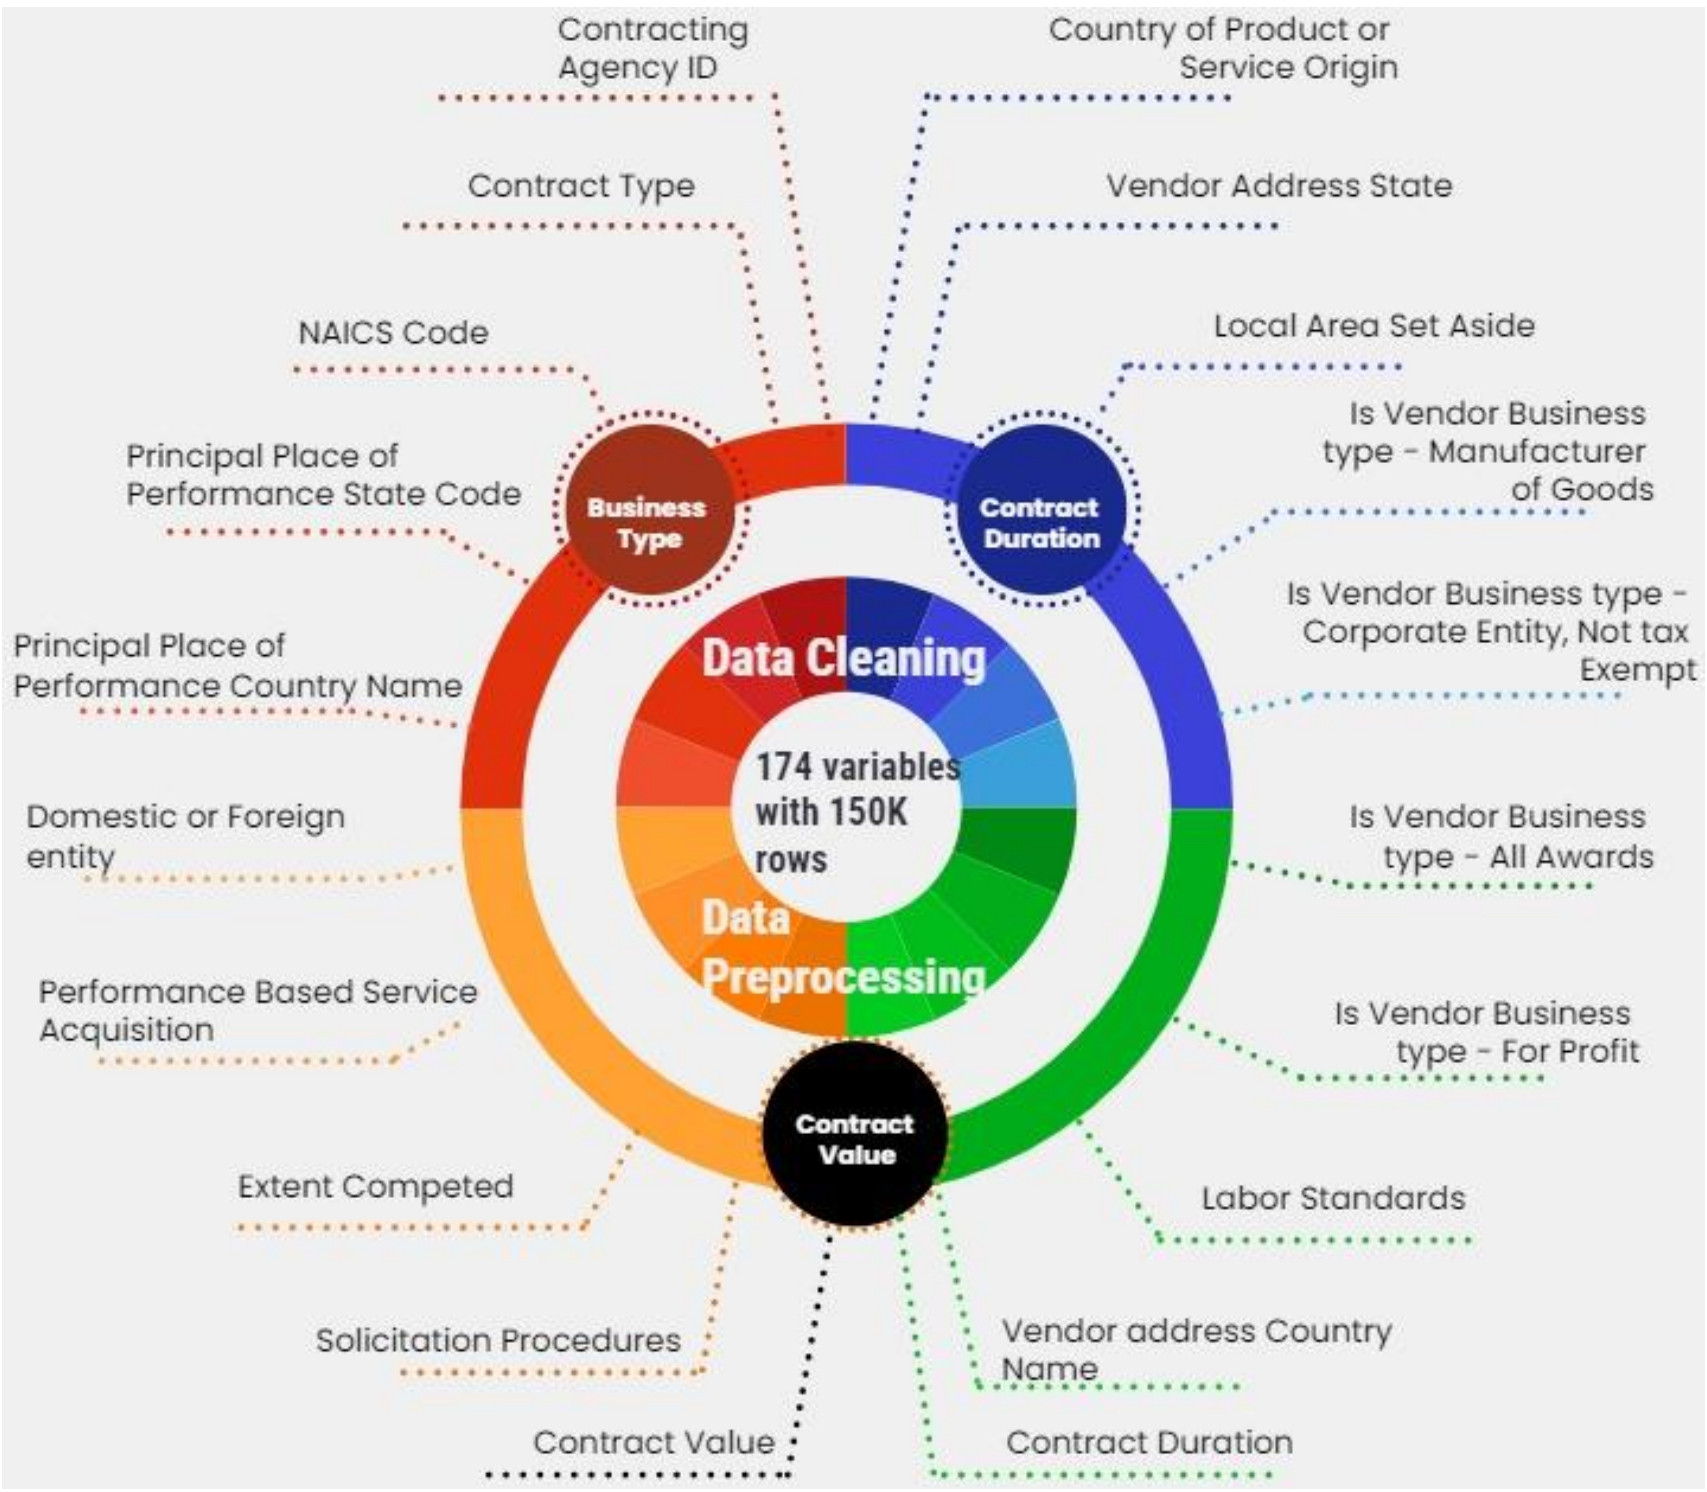 Contracting
Agency ID
Country of Product or
Service Origin
Contract Type
Vendor Address State
NAICS Code
Local Area Set Aside
Principal Place of
Performance State Code
Is Vendor Business
type - Manufacturer
of Goods
Business
Type
Contract
Duration
Principal Place of
Performance Country Name
Is Vendor Business type -
Corporate Entity, Not tax
Exempt
Data Cleaning
174 variables
with 150K
rows
Data
Preprocessing
Domestic or Foreign
entity
Is Vendor Business
type - All Awards
Performance Based Service
Acquisition
Is Vendor Business
type - For Profit
Contract
Value
Extent Competed
Labor Standards
Solicitation Procedures
Vendor address Country
Name
Contract Value
Contract Duration